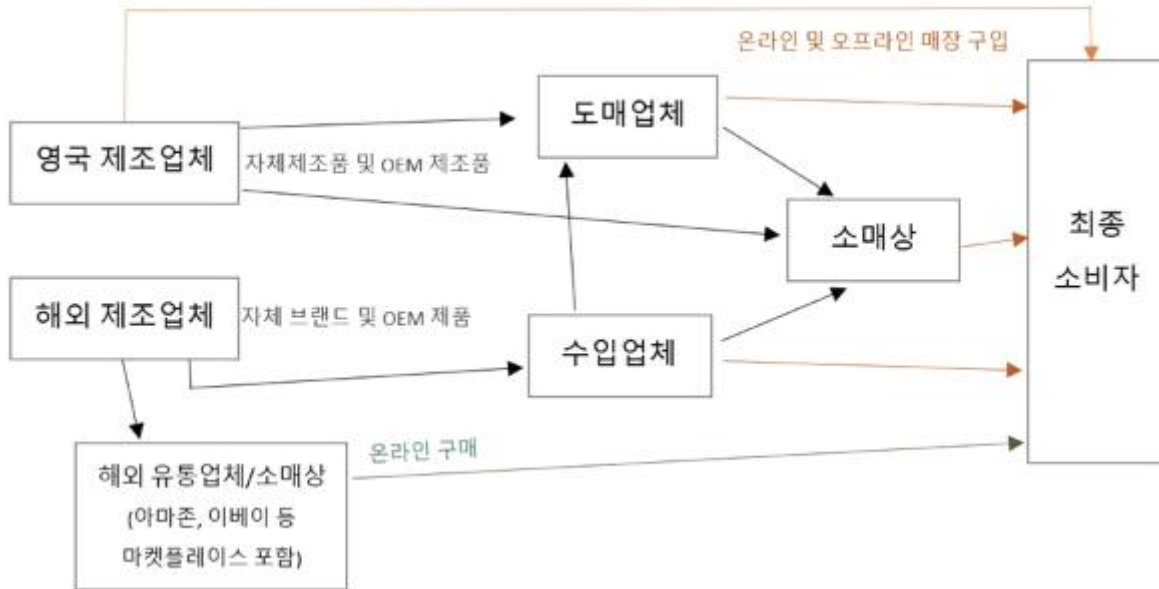 온라인 및 오프라인 매장 구입
도매업체
영국 제조업체
자체제조품 및 OEM 제조품
소매상
최종
소비자
해외 제조업체
자체 브랜드 및 OEM 제품
수입업체
온라인 구매
해외 유통업체/소매상
(아마존, 이베이 등
마켓플레이스 포함)